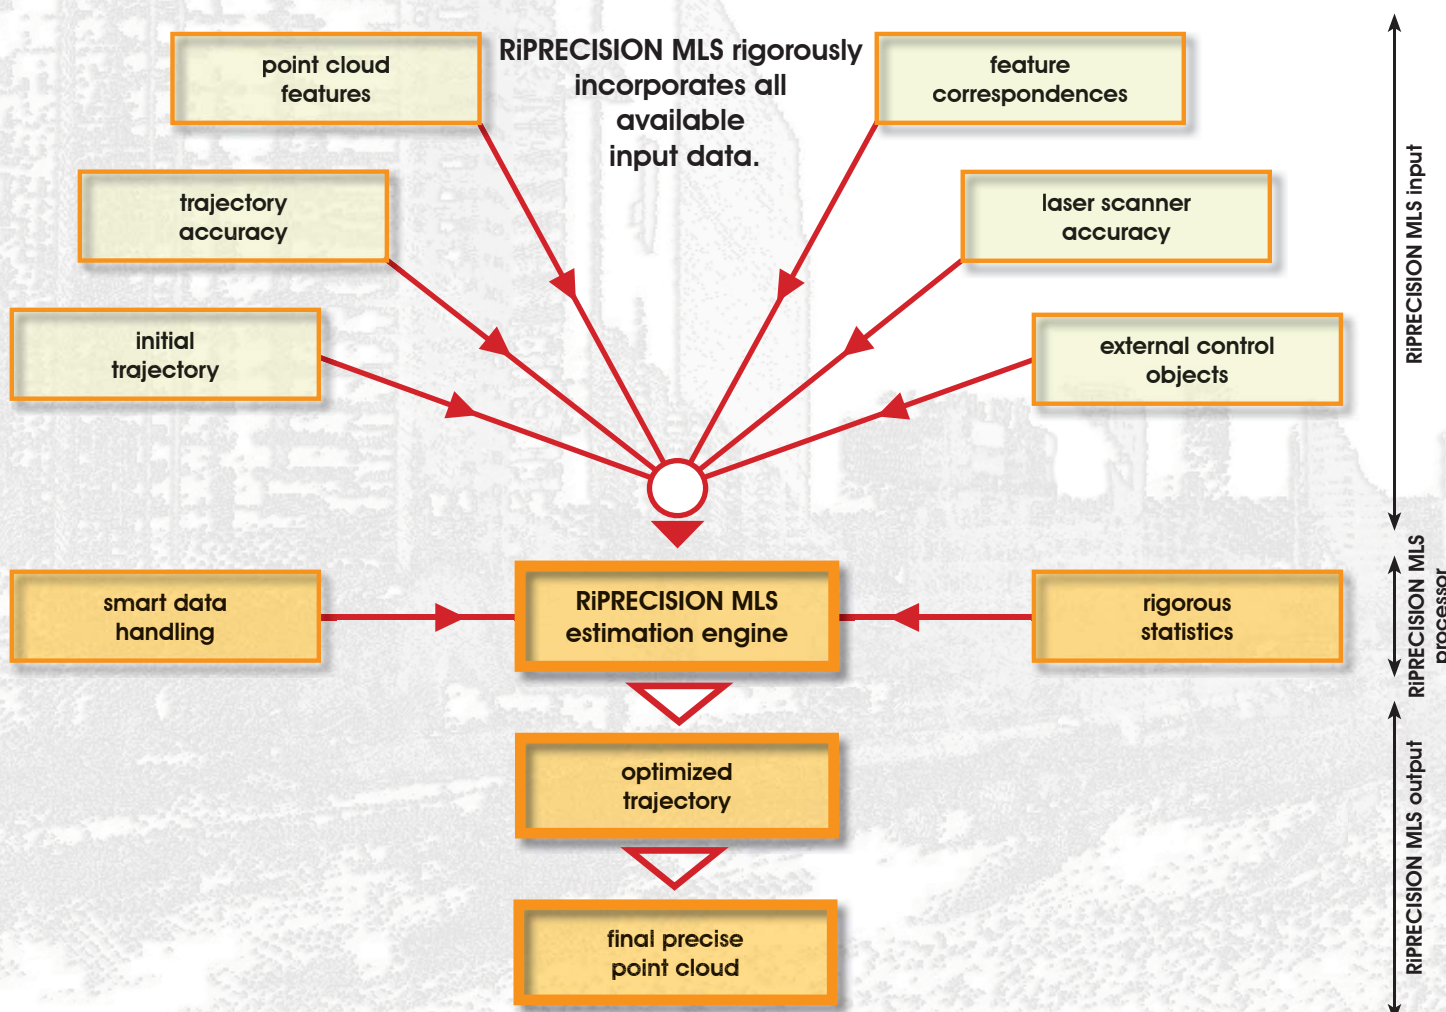 point cloud
features
RiPRECISION MLS rigorously
incorporates all
available
input data.
feature
correspondences
trajectory
accuracy
laser scanner
accuracy
initial
trajectory
external control
objects
RiPRECISION MLS input
smart data
handling
RiPRECISION MLS
estimation engine
rigorous
statistics
RiPRECISION MLS
processor
optimized
trajectory
final precise
point cloud
RiPRECISION MLS output